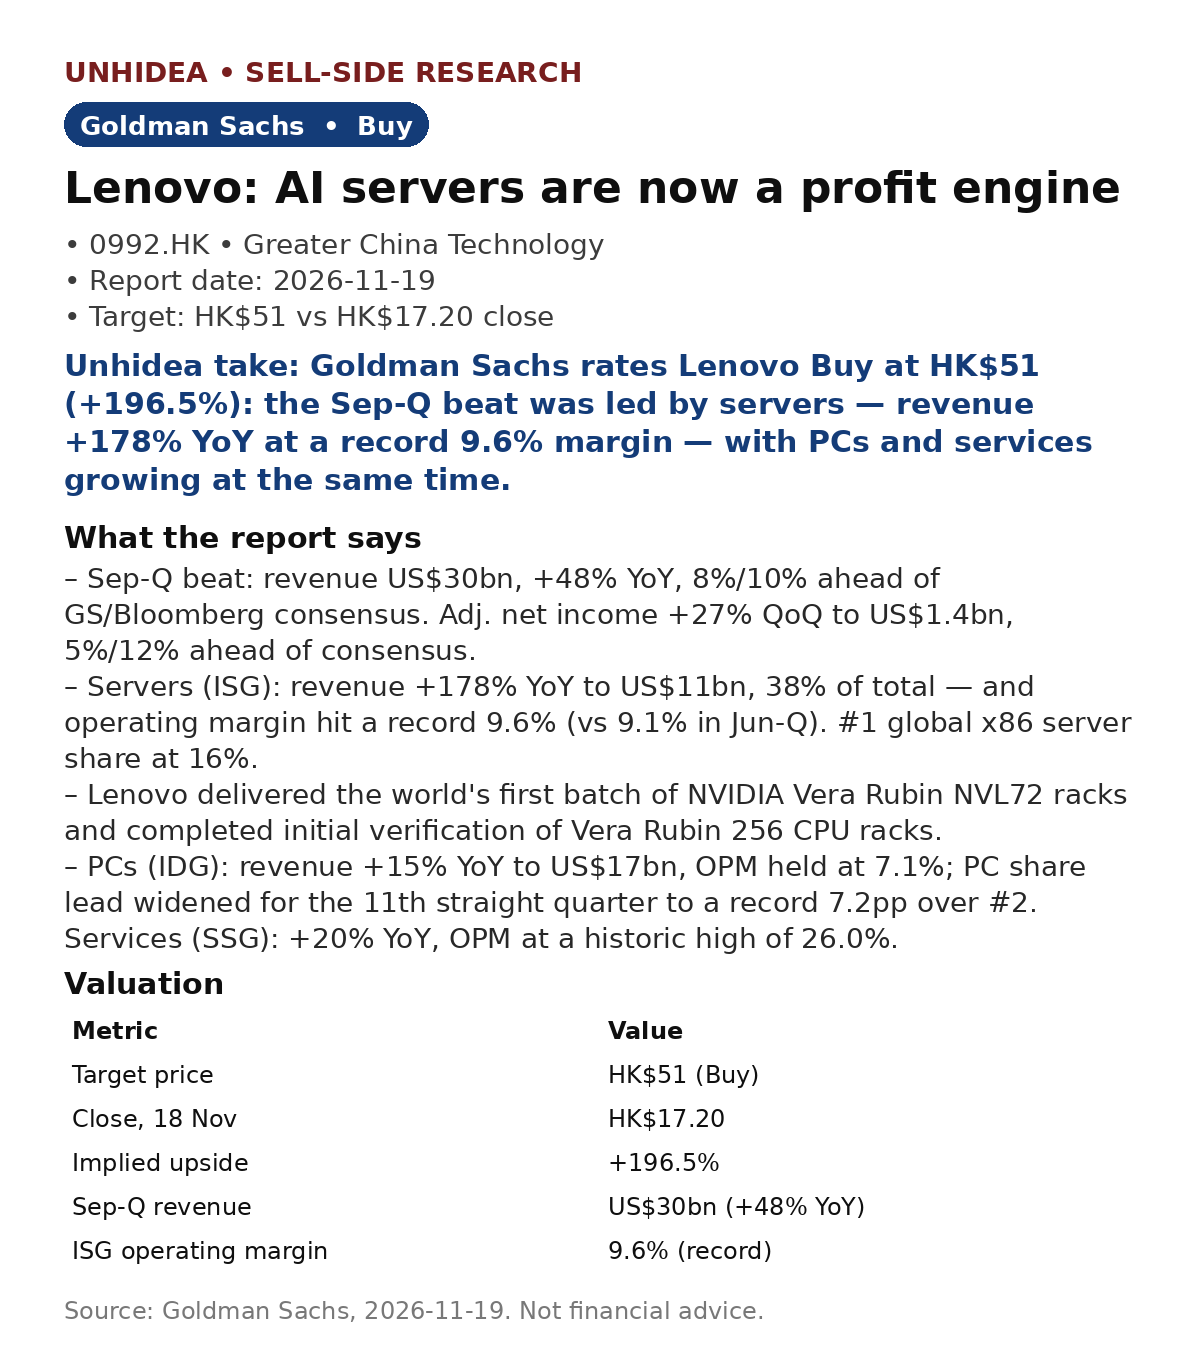 UNHIDEA • SELL-SIDE RESEARCH
Goldman Sachs • Buy
Lenovo: AI servers are now a profit engine
• 0992.HK • Greater China Technology
• Report date: 2026-11-19
• Target: HK$51 vs HK$17.20 close
Unhidea take: Goldman Sachs rates Lenovo Buy at HK$51
(+196.5%): the Sep-Q beat was led by servers — revenue
+178% YoY at a record 9.6% margin — with PCs and services
growing at the same time.
What the report says
– Sep-Q beat: revenue US$30bn, +48% YoY, 8%/10% ahead of
GS/Bloomberg consensus. Adj. net income +27% QoQ to US$1.4bn,
5%/12% ahead of consensus.
– Servers (ISG): revenue +178% YoY to US$11bn, 38% of total — and
operating margin hit a record 9.6% (vs 9.1% in Jun-Q). #1 global x86 server
share at 16%.
– Lenovo delivered the world's first batch of NVIDIA Vera Rubin NVL72 racks
and completed initial verification of Vera Rubin 256 CPU racks.
– PCs (IDG): revenue +15% YoY to US$17bn, OPM held at 7.1%; PC share
lead widened for the 11th straight quarter to a record 7.2pp over #2.
Services (SSG): +20% YoY, OPM at a historic high of 26.0%.
Valuation
Metric Value
Target price HK$51 (Buy)
Close, 18 Nov HK$17.20
Implied upside +196.5%
Sep-Q revenue US$30bn (+48% YoY)
ISG operating margin 9.6% (record)
Source: Goldman Sachs, 2026-11-19. Not financial advice.